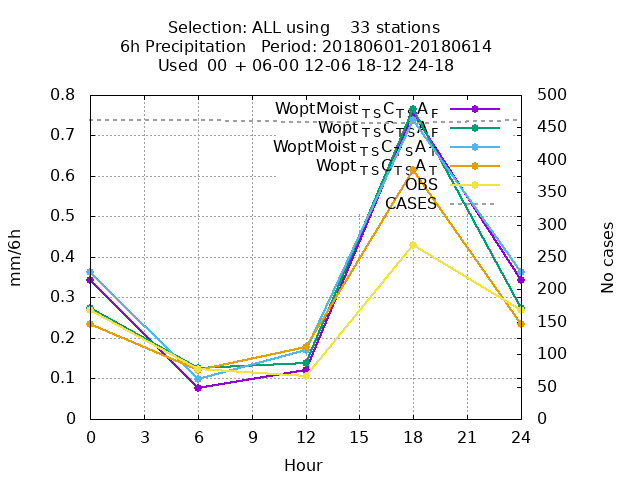 Selection: ALL using    33 stations
6h Precipitation   Period: 20180601-20180614
Used  00 + 06-00 12-06 18-12 24-18
0.8
0.7
0.6
0.5
0.4
0.3
0.2
0.1
0
mm/6h
WoptMoist TS C TS A F
Wopt TS C TS A F
WoptMoist TS C TS A T
Wopt TS C TS A T
OBS
CASES
500
450
400
350
300
250
200
150
100
50
0
No cases
0 3 6 9 12 15 18 21 24
Hour